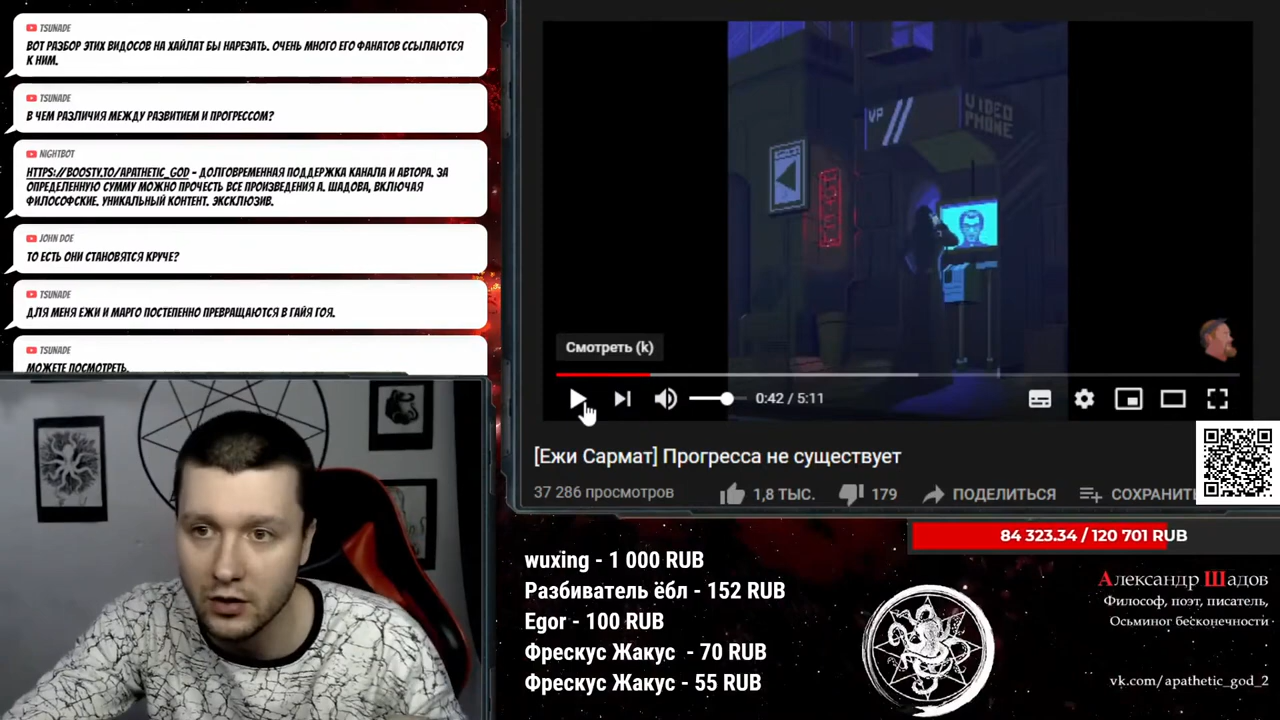 TSUNADE
ВОТ РАЗБОР ЭТИХ ВИДОСОВ НА ХАЙЛАТ БЫ НАРЕЗАТЬ. ОЧЕНЬ МНОГО ЕГО ФАНАТОВ ССЫЛАЮТСЯ
К НИМ.
TSUNADE
В ЧЕМ РАЗЛИЧИЯ МЕЖДУ РАЗВИТИЕМ И ПРОГРЕССОМ?
NIGHTBOT
HTTPS://BOOSTY.TO/APATHETIC_GOD - ДОЛГОВРЕМЕННАЯ ПОДДЕРЖКА КАНАЛА И АВТОРА. ЗА
ОПРЕДЕЛЕННУЮ СУММУ МОЖНО ПРОЧЕСТЬ ВСЕ ПРОИЗВЕДЕНИЯ А. ШАДОВА, ВКЛЮЧАЯ
ФИЛОСОФСКИЕ. УНИКАЛЬНЫЙ КОНТЕНТ. ЭКСКЛЮЗИВ.
JOHN DOE
ТО ЕСТЬ ОНИ СТАНОВЯТСЯ КРУЧЕ?
TSUNADE
ДЛЯ МЕНЯ ЕЖИ И МАРГО ПОСТЕПЕННО ПРЕВРАЩАЮТСЯ В ГАЙЯ ГОЯ.
TSUNADE
МОЖЕТЕ ПОСМОТРЕТЬ.
VP
VIDEO
PHONE
HOTEL
Смотреть (k)
0:42 / 5:11
[Ежи Сармат] Прогресса не существует
37 286 просмотров
1,8 ТЫС.
179
ПОДЕЛИТЬСЯ
СОХРАНИТЬ
84 323.34 / 120 701 RUB
wuxing - 1 000 RUB
Разбиватель ёбл - 152 RUB
Egor - 100 RUB
Фрескус Жакус - 70 RUB
Фрескус Жакус - 55 RUB
Александр Шадов
Философ, поэт, писатель,
Осьминог бесконечности
vk.com/apathetic_god_2